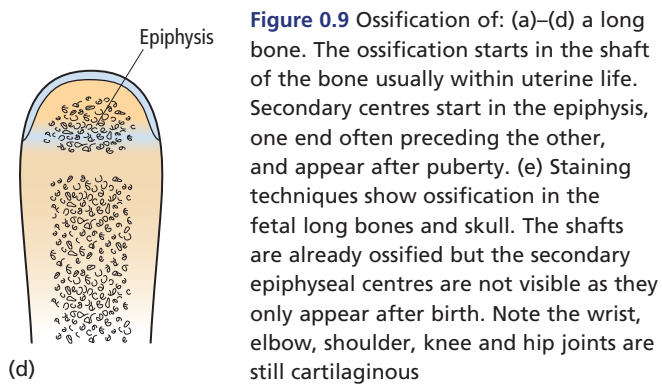 Epiphysis
(d)
Figure 0.9 Ossification of: (a)–(d) a long
bone. The ossification starts in the shaft
of the bone usually within uterine life.
Secondary centres start in the epiphysis,
one end often preceding the other,
and appear after puberty. (e) Staining
techniques show ossification in the
fetal long bones and skull. The shafts
are already ossified but the secondary
epiphyseal centres are not visible as they
only appear after birth. Note the wrist,
elbow, shoulder, knee and hip joints are
still cartilaginous